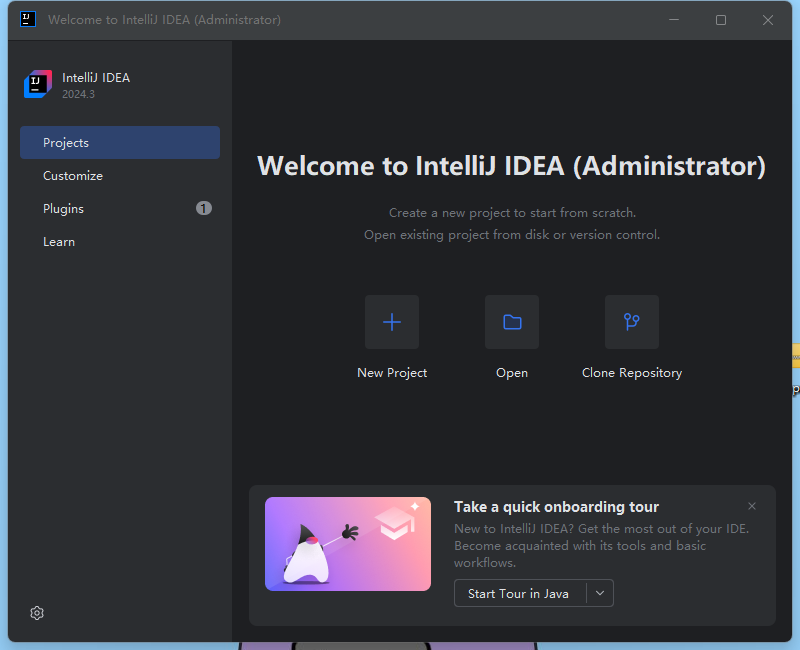 Welcome to IntelliJ IDEA (Administrator)
IntelliJ IDEA
2024.3
Projects
Customize
Plugins
1
Learn
Welcome to IntelliJ IDEA (Administrator)
Create a new project to start from scratch.
Open existing project from disk or version control.
New Project
Open
Clone Repository
Take a quick onboarding tour
New to IntelliJ IDEA? Get the most out of your IDE.
Become acquainted with its tools and basic
workflows.
Start Tour in Java